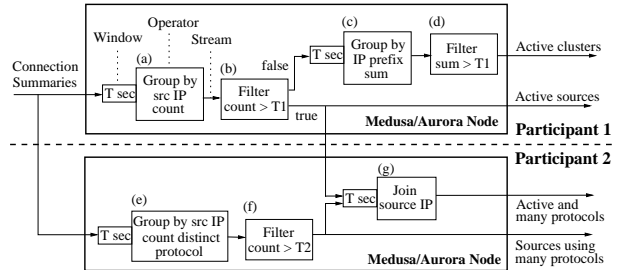 Operator
(c)
(d)
Window
(a)
Stream
(b)
false
T sec
Group by
IP prefix
sum
Filter
sum > T1
Active clusters
Connection
Summaries
T sec
Group by
src IP
count
Filter
count > T1
true
Active sources
Medusa/Aurora Node
Participant 1
Participant 2
(g)
T sec
Join
source IP
Active and
many protocols
(e)
(f)
T sec
Group by src IP
count distinct
protocol
Filter
count > T2
Sources using
many protocols
Medusa/Aurora Node